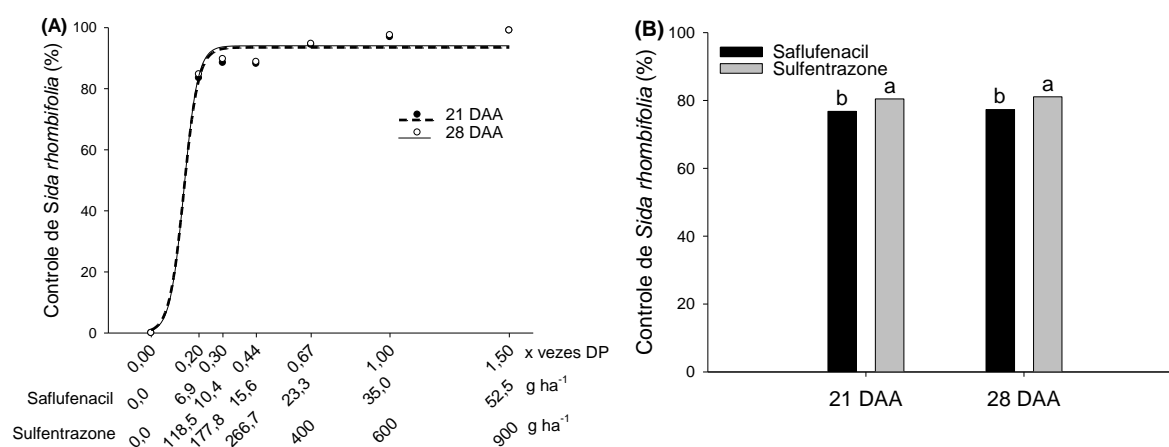 (A)
Controle de Sida rhombifolia (%)
100
80
60
40
20
0
21 DAA
28 DAA
0,00 0,20 0,30 0,44 0,67 1,00 1,50 x vezes DP
Saflufenacil 0,0 6,9 10,4 15,6 23,3 35,0 52,5 g ha⁻¹
Sulfentrazone 0,0 118,5 177,8 266,7 400 600 900 g ha⁻¹
(B)
Controle de Sida rhombifolia (%)
100
80
60
40
20
0
Saflufenacil
Sulfentrazone
b a b a
21 DAA 28 DAA